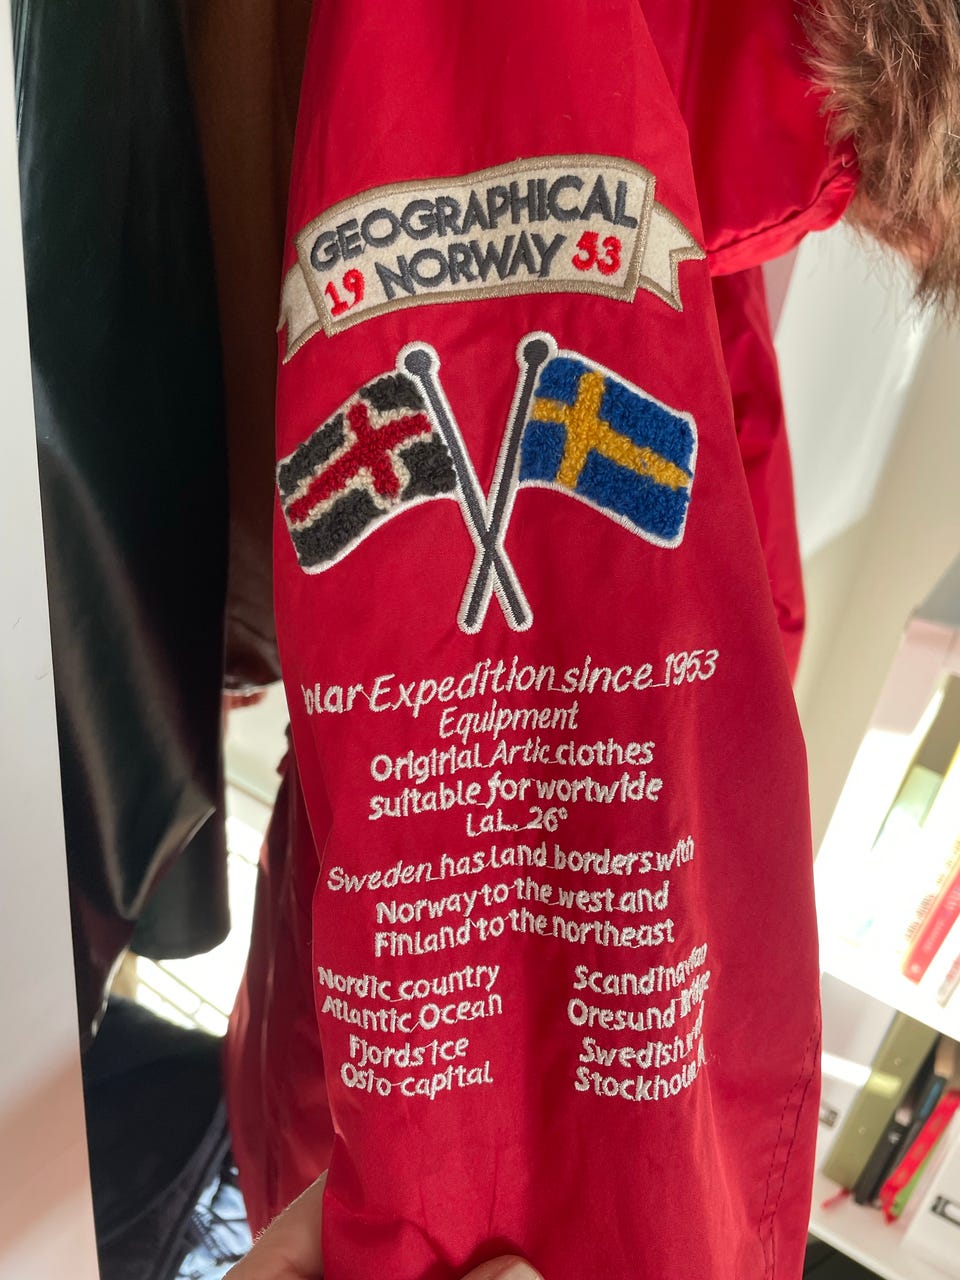 GEOGRAPHICAL
19 NORWAY 53
olar Expedition since 1953
Equipment
Origirial Artic clothes
suitable for wortwide
Lat. 26°
Sweden has land borders with
Norway to the west and
Finland to the northeast
Nordic country
Atlantic Ocean
Fjords ice
Oslo capital
Scandinavian
Oresund Bridge
Swedish
Stockholm